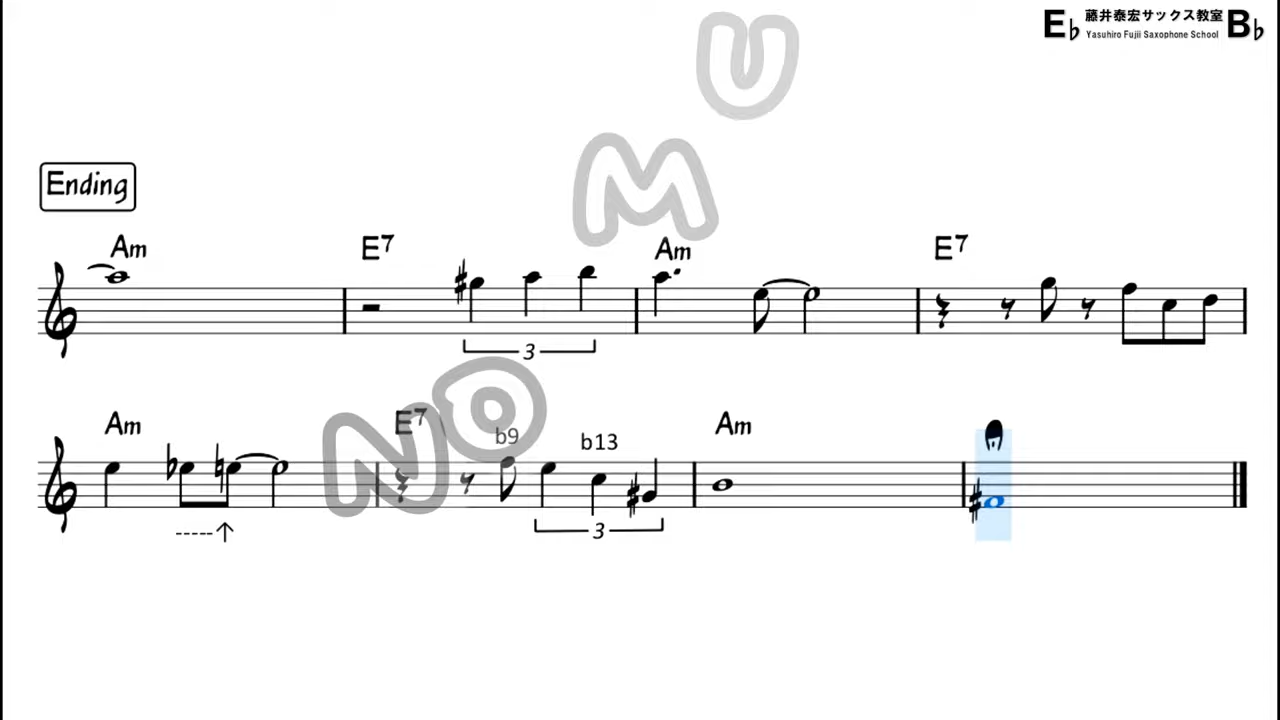 E♭ 藤井泰宏サックス教室 B♭
Yasuhiro Fujii Saxophone School
U
M
Ending
Am E7 Am E7
3
NO
Am E7 Am
b9 b13
3